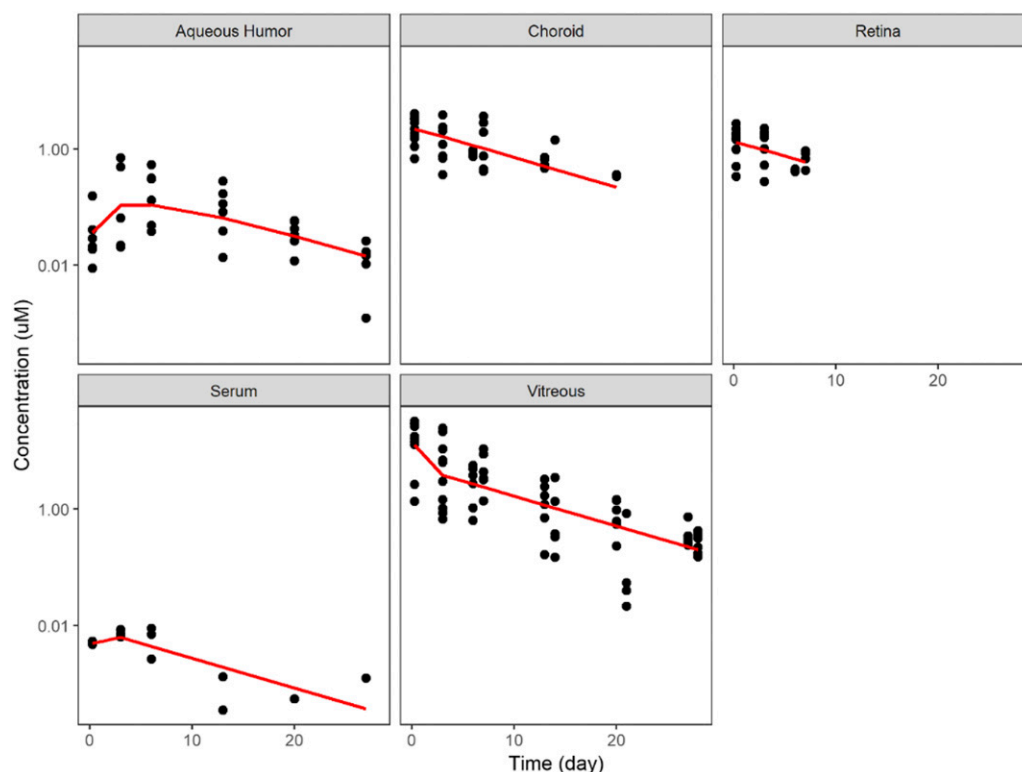 Aqueous Humor
Choroid
Retina
1.00
0.01
0
10
20
Serum
Vitreous
1.00
0.01
0
10
20
0
10
20
Concentration (uM)
Time (day)